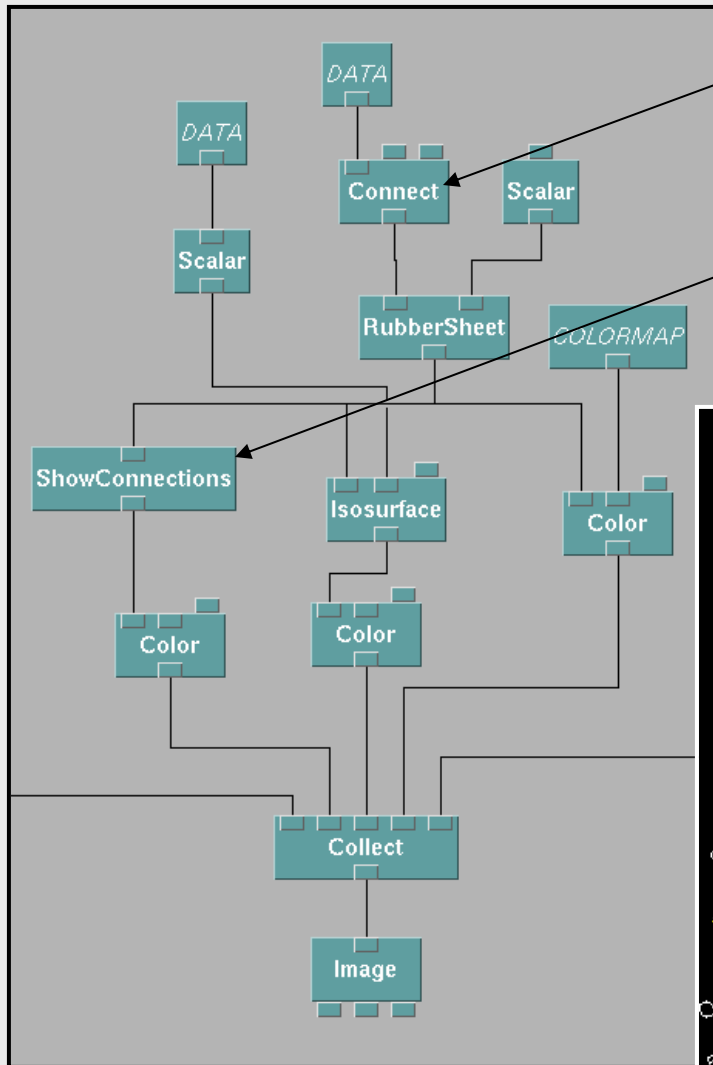 DATA
DATA
Connect
Scalar
Scalar
RubberSheet
COLORMAP
ShowConnections
Isosurface
Color
Color
Color
Collect
Image